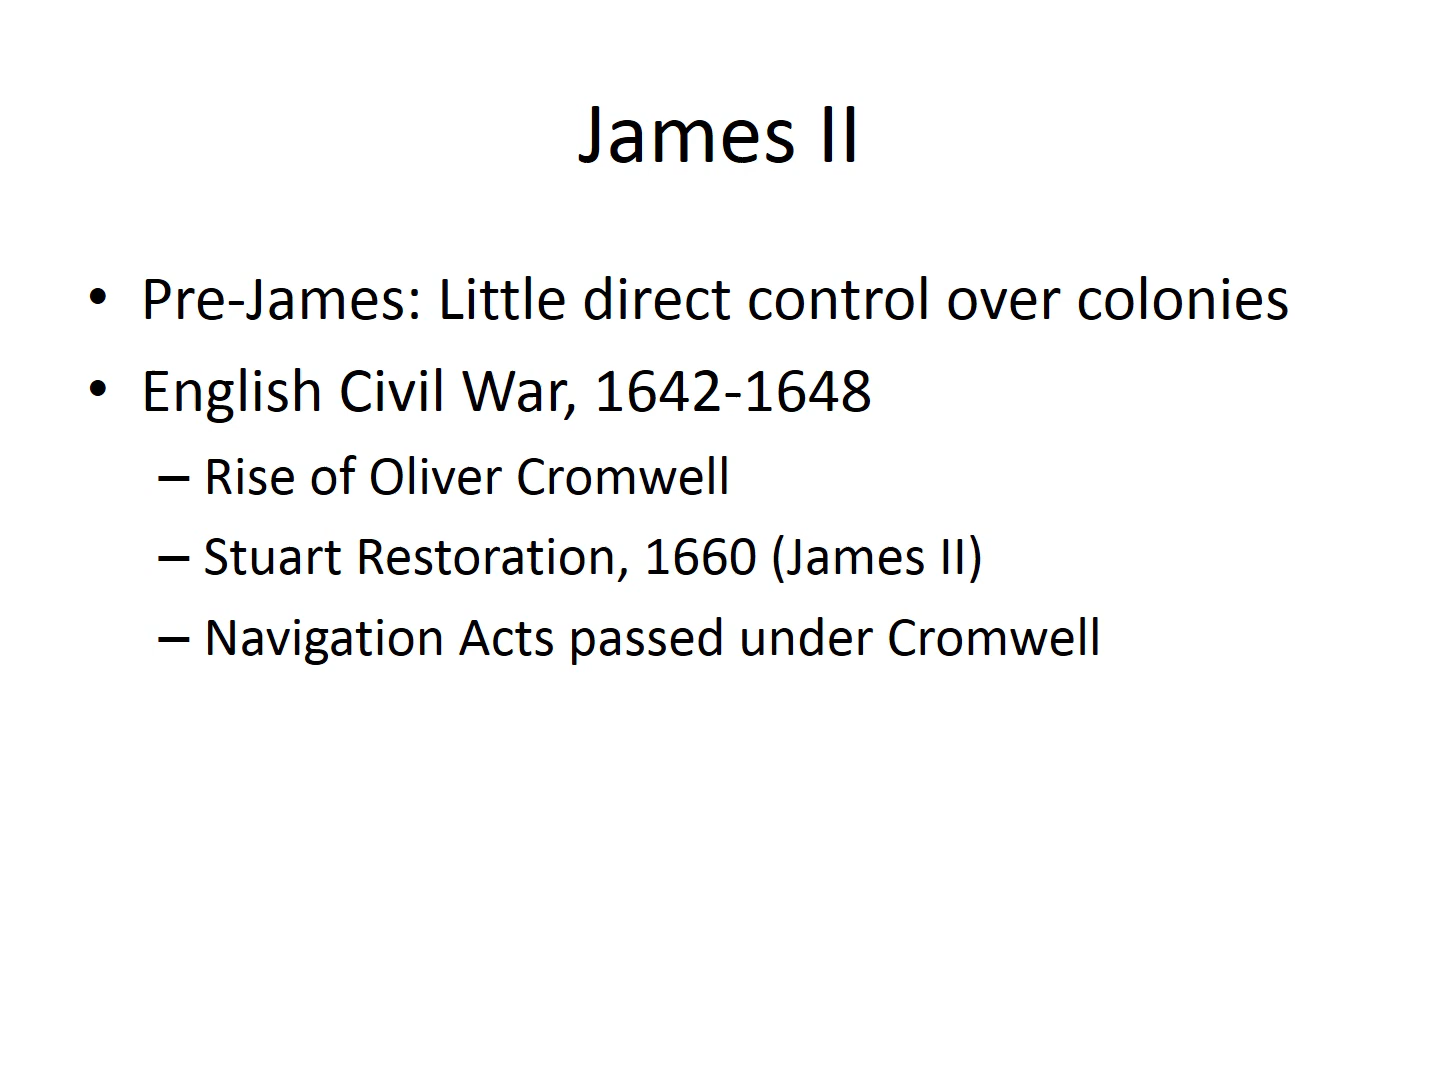 James II
• Pre-James: Little direct control over colonies
• English Civil War, 1642-1648
– Rise of Oliver Cromwell
– Stuart Restoration, 1660 (James II)
– Navigation Acts passed under Cromwell